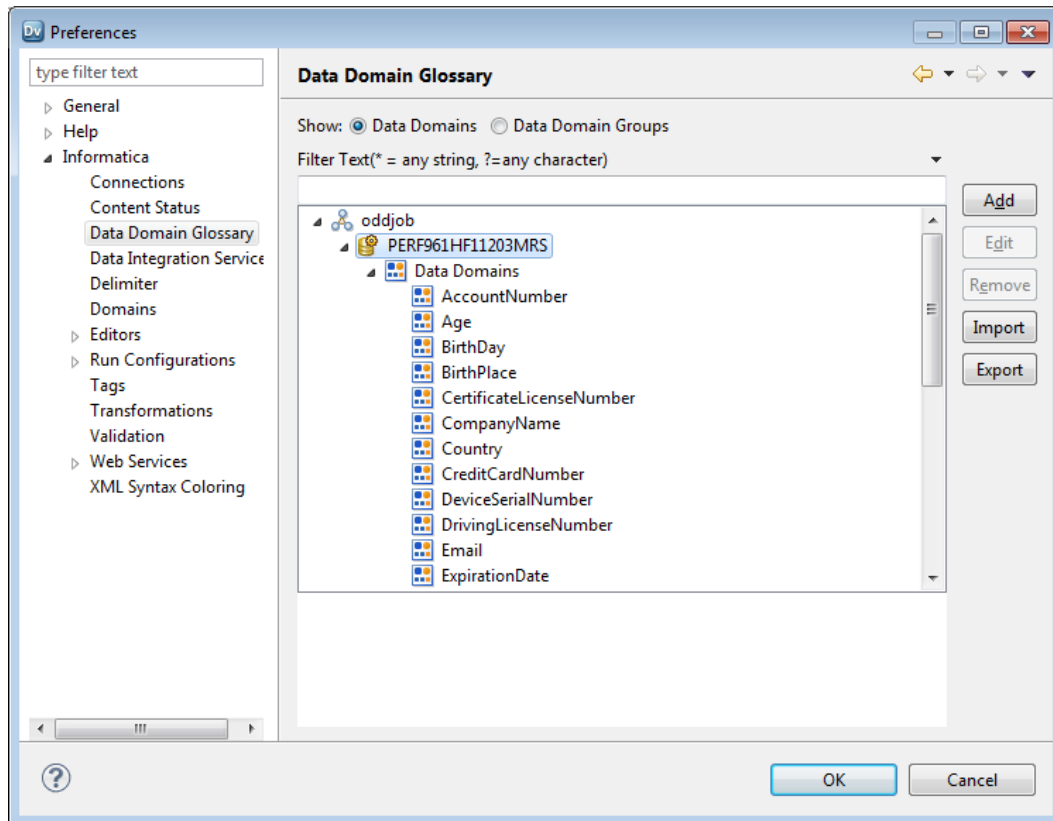 Dv Preferences
type filter text
General
Help
Informatica
Connections
Content Status
Data Domain Glossary
Data Integration Service
Delimiter
Domains
Editors
Run Configurations
Tags
Transformations
Validation
Web Services
XML Syntax Coloring
Data Domain Glossary
Show: Data Domains Data Domain Groups
Filter Text(* = any string, ?=any character)
oddjob
PERF961HF11203MRS
Data Domains
AccountNumber
Age
BirthDay
BirthPlace
CertificateLicenseNumber
CompanyName
Country
CreditCardNumber
DeviceSerialNumber
DrivingLicenseNumber
Email
ExpirationDate
Add
Edit
Remove
Import
Export
?
OK Cancel